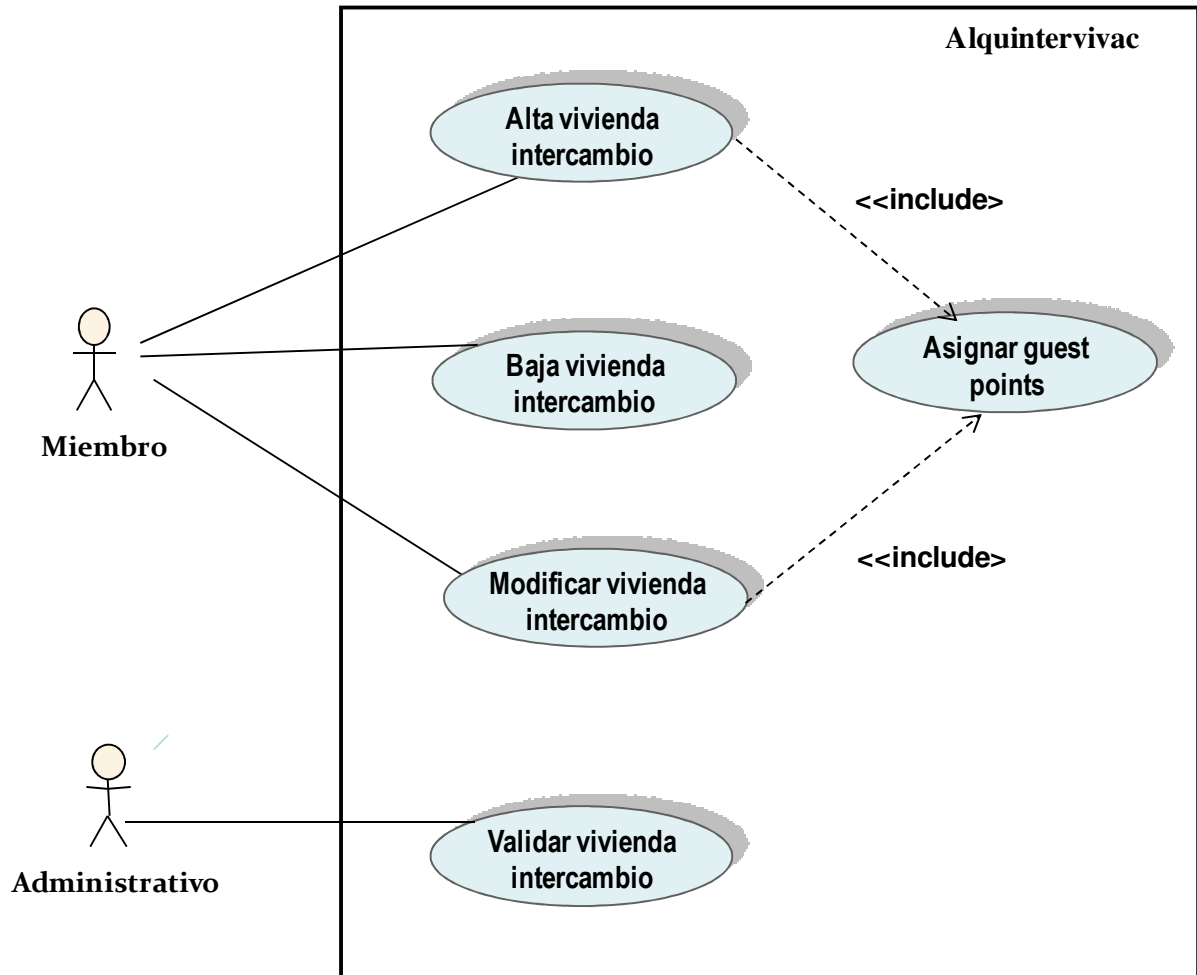 Alquintervivac
Alta vivienda
intercambio
<<include>
Baja vivienda
intercambio
Asignar guest
points
Miembro
<<include>
Modificar vivienda
intercambio
Validar vivienda
intercambio
Administrativo